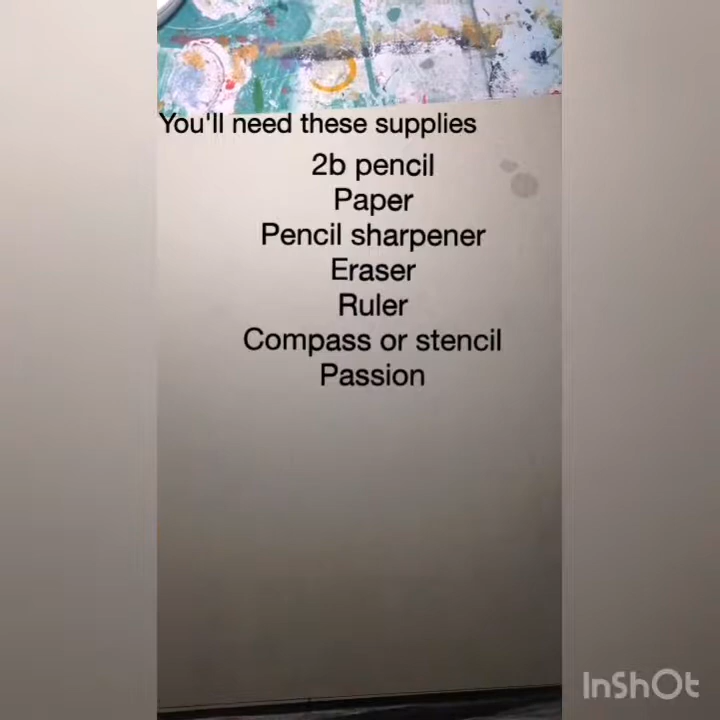 You'll need these supplies
2b pencil
Paper
Pencil sharpener
Eraser
Ruler
Compass or stencil
Passion
InShOt